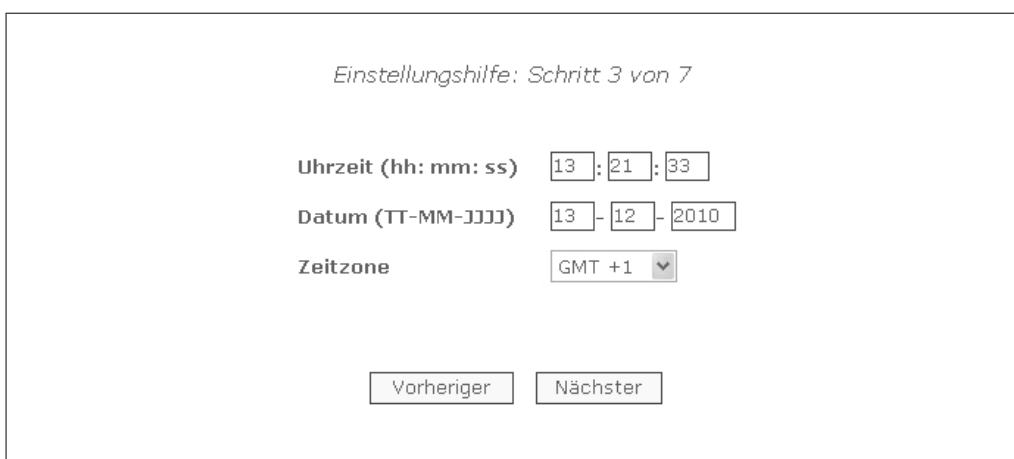 Einstellungshilfe: Schritt 3 von 7
Uhrzeit (hh: mm: ss) 13 : 21 : 33
Datum (TT-MM-JJJJ) 13 - 12 - 2010
Zeitzone GMT +1
Vorheriger Nächster